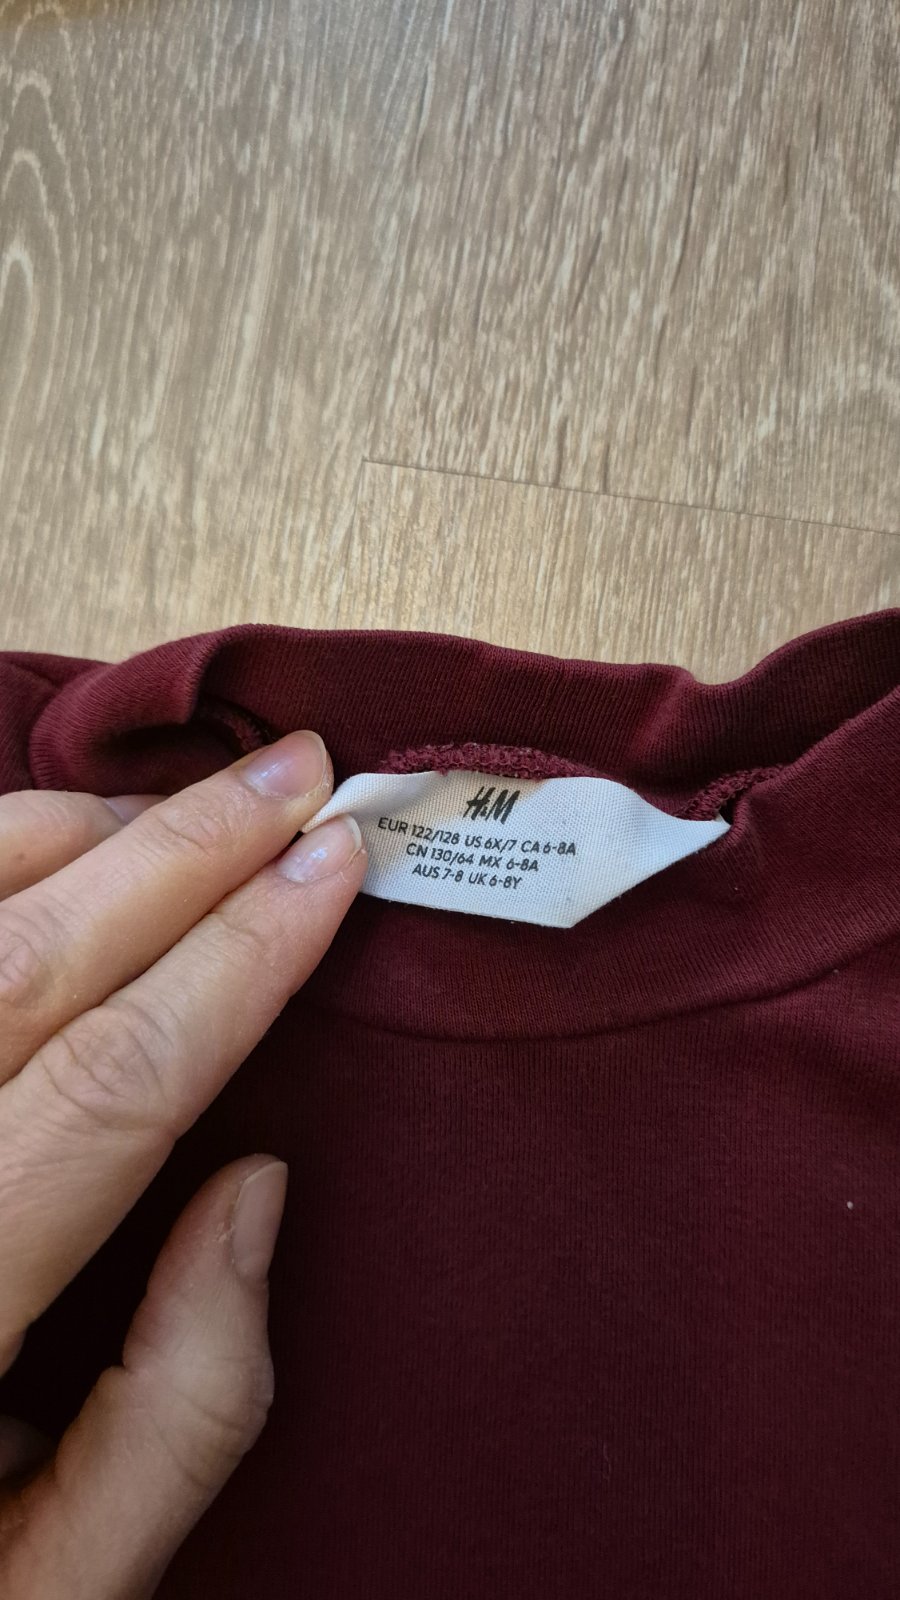 H&M
EUR 122/128 US 6X/7 CA 6-8A
CN 130/64 MX 6-8A
AUS 7-8 UK 6-8Y